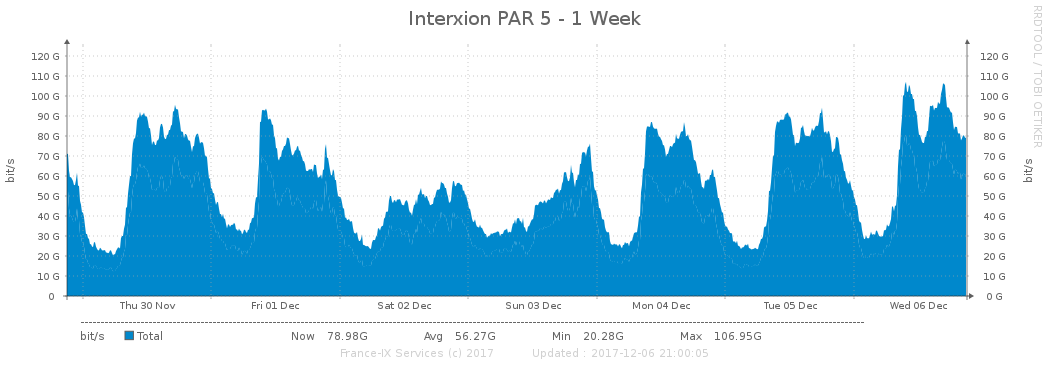 Interxion PAR 5 - 1 Week
RRDTOOL / TOBI OETIKER
120 G 120 G
110 G 110 G
100 G 100 G
90 G 90 G
80 G 80 G
70 G 70 G
60 G 60 G
50 G 50 G
40 G 40 G
30 G 30 G
20 G 20 G
10 G 10 G
0 0 G
bit/s
bit/s
Thu 30 Nov Fri 01 Dec Sat 02 Dec Sun 03 Dec Mon 04 Dec Tue 05 Dec Wed 06 Dec
bit/s Total Now 78.98G Avg 56.27G Min 20.28G Max 106.95G
France-IX Services (c) 2017 Updated : 2017-12-06 21:00:05